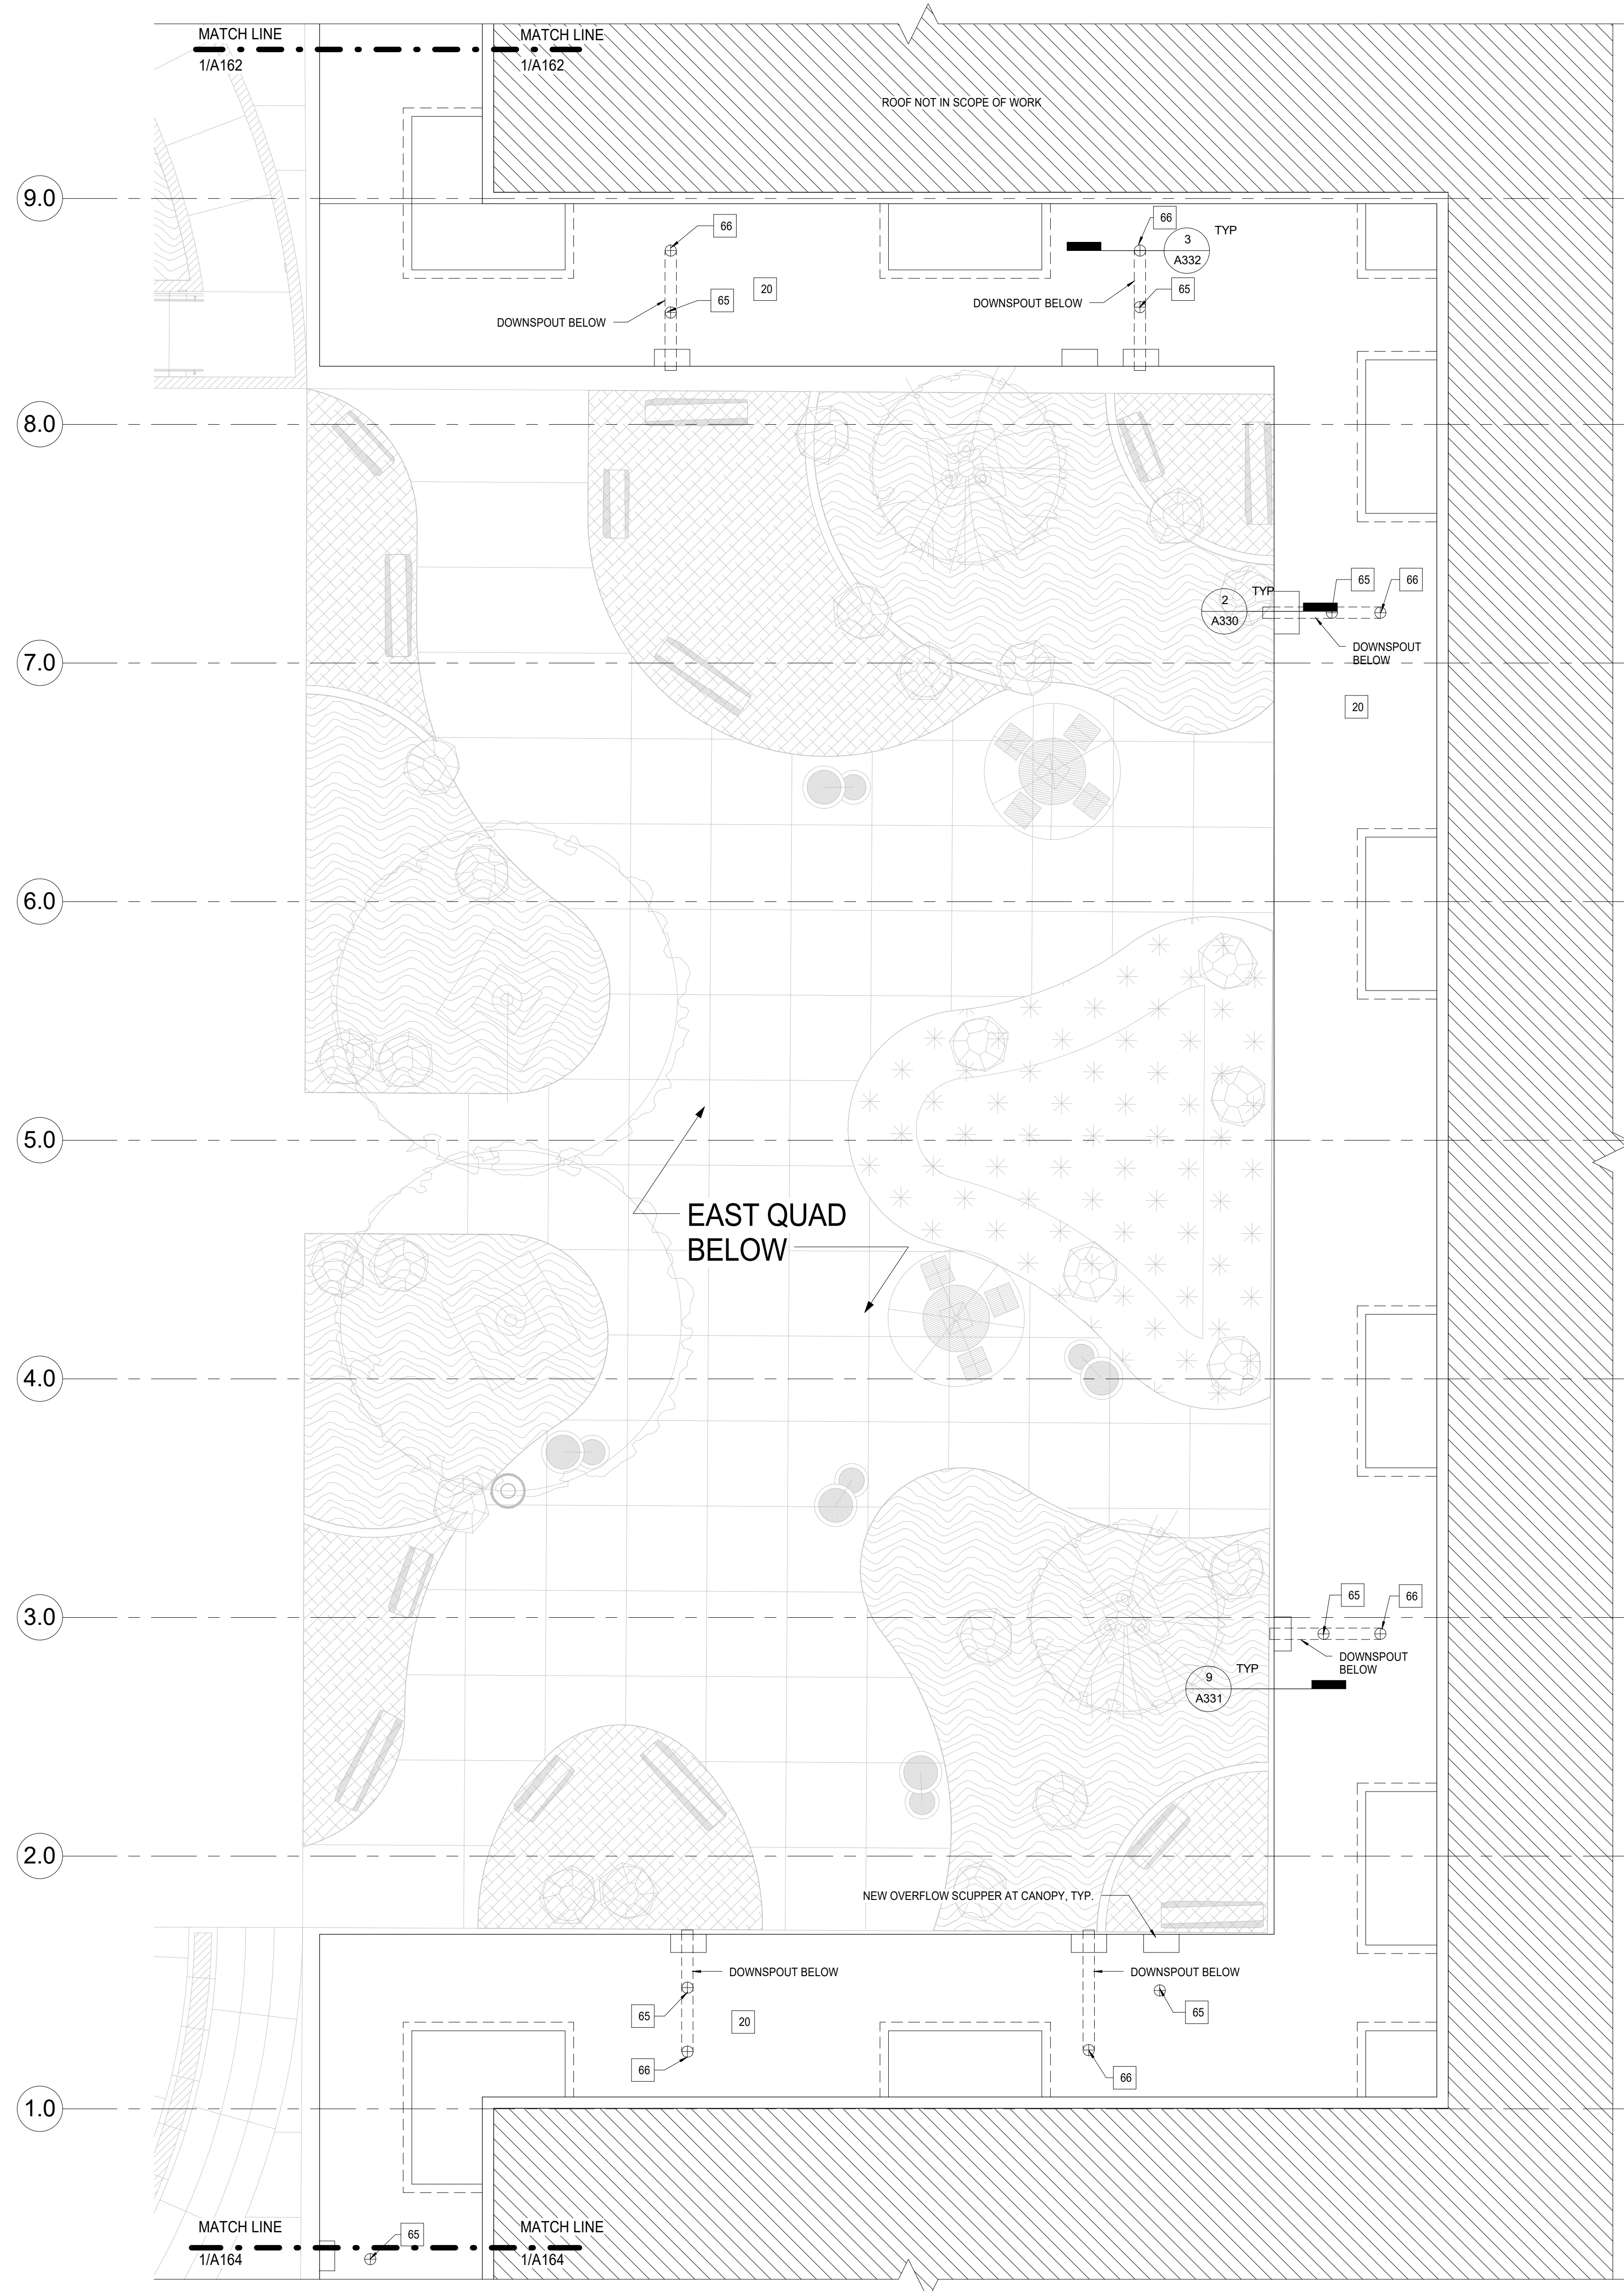 MATCH LINE
1/A162
MATCH LINE
1/A162
ROOF NOT IN SCOPE OF WORK
9.0
66
66
3
A332
TYP
65
20
65
DOWNSPOUT BELOW
DOWNSPOUT BELOW
8.0
65
66
2
A330
TYP
DOWNSPOUT
BELOW
7.0
20
6.0
5.0
EAST QUAD
BELOW
4.0
65
66
3.0
DOWNSPOUT
BELOW
9
A331
TYP
2.0
NEW OVERFLOW SCUPPER AT CANOPY, TYP.
DOWNSPOUT BELOW
DOWNSPOUT BELOW
65
20
65
66
66
1.0
MATCH LINE
1/A164
65
MATCH LINE
1/A164